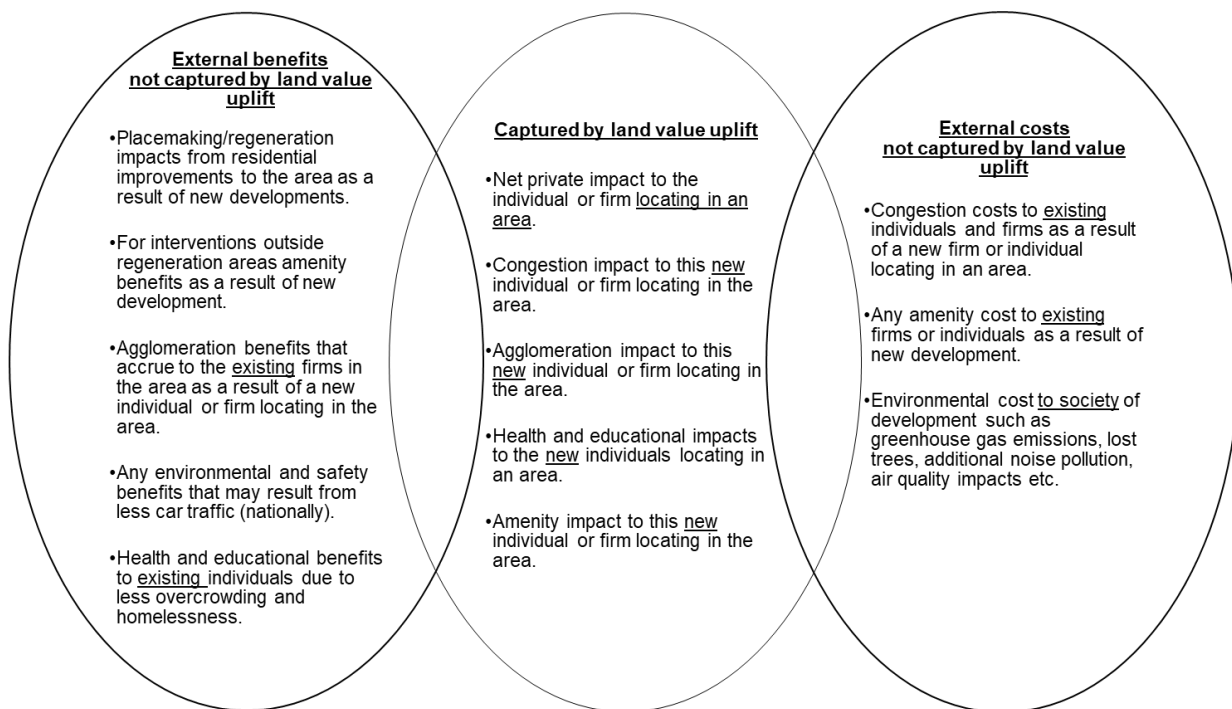 External benefits
not captured by land value
uplift
•Placemaking/regeneration
impacts from residential
improvements to the area as a
result of new developments.
•For interventions outside
regeneration areas amenity
benefits as a result of new
development.
•Agglomeration benefits that
accrue to the existing firms in
the area as a result of a new
individual or firm locating in the
area.
•Any environmental and safety
benefits that may result from
less car traffic (nationally).
•Health and educational benefits
to existing individuals due to
less overcrowding and
homelessness.
Captured by land value uplift
•Net private impact to the
individual or firm locating in an
area.
•Congestion impact to this new
individual or firm locating in the
area.
•Agglomeration impact to this
new individual or firm locating in
the area.
•Health and educational impacts
to the new individuals locating in
an area.
•Amenity impact to this new
individual or firm locating in the
area.
External costs
not captured by land value
uplift
•Congestion costs to existing
individuals and firms as a result
of a new firm or individual
locating in an area.
•Any amenity cost to existing
firms or individuals as a result of
new development.
•Environmental cost to society of
development such as
greenhouse gas emissions, lost
trees, additional noise pollution,
air quality impacts etc.